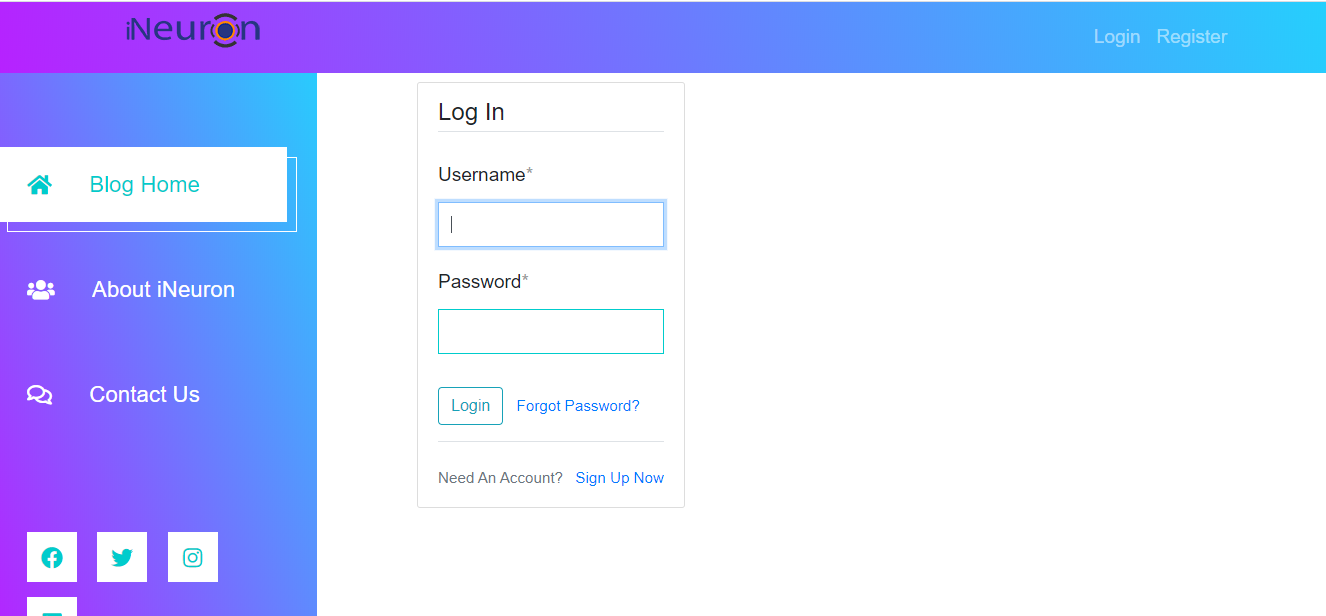 iNeuron
Login Register
Blog Home
About iNeuron
Contact Us
Log In
Username*
Password*
Login Forgot Password?
Need An Account? Sign Up Now